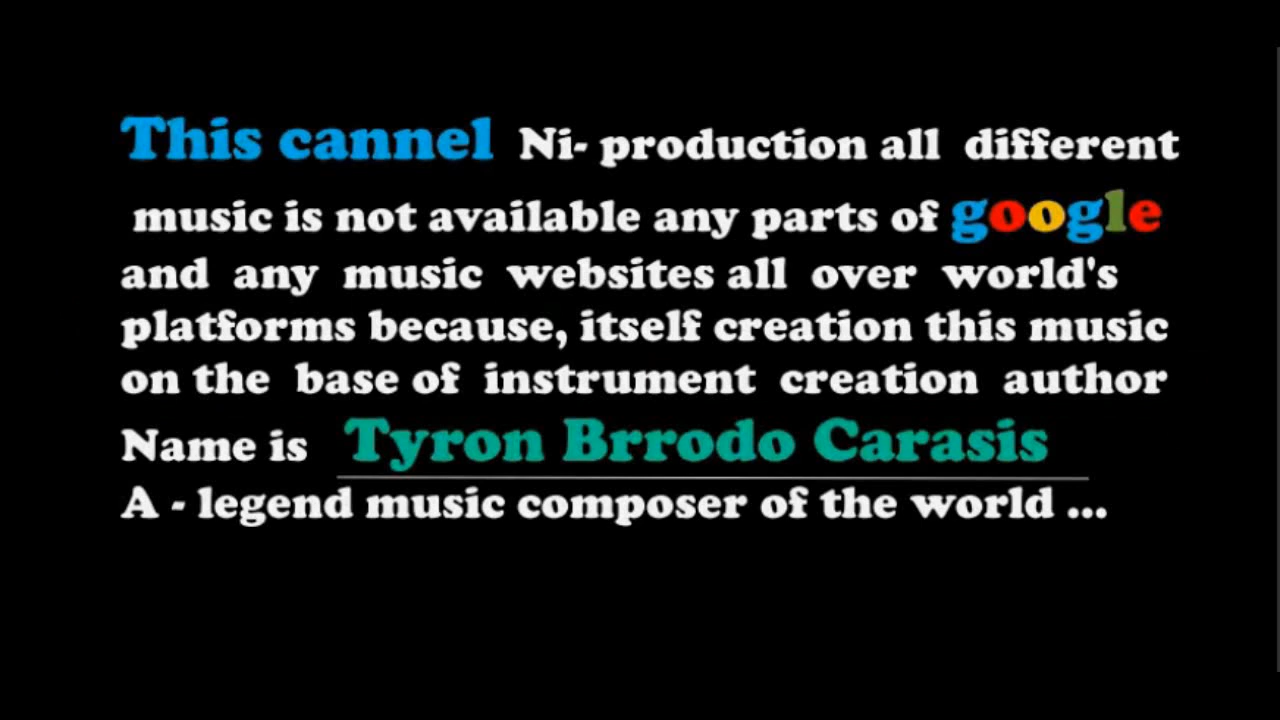 This cannel Ni- production all different
music is not available any parts of google
and any music websites all over world's
platforms because, itself creation this music
on the base of instrument creation author
Name is Tyron Brrodo Carasis
A - legend music composer of the world ...